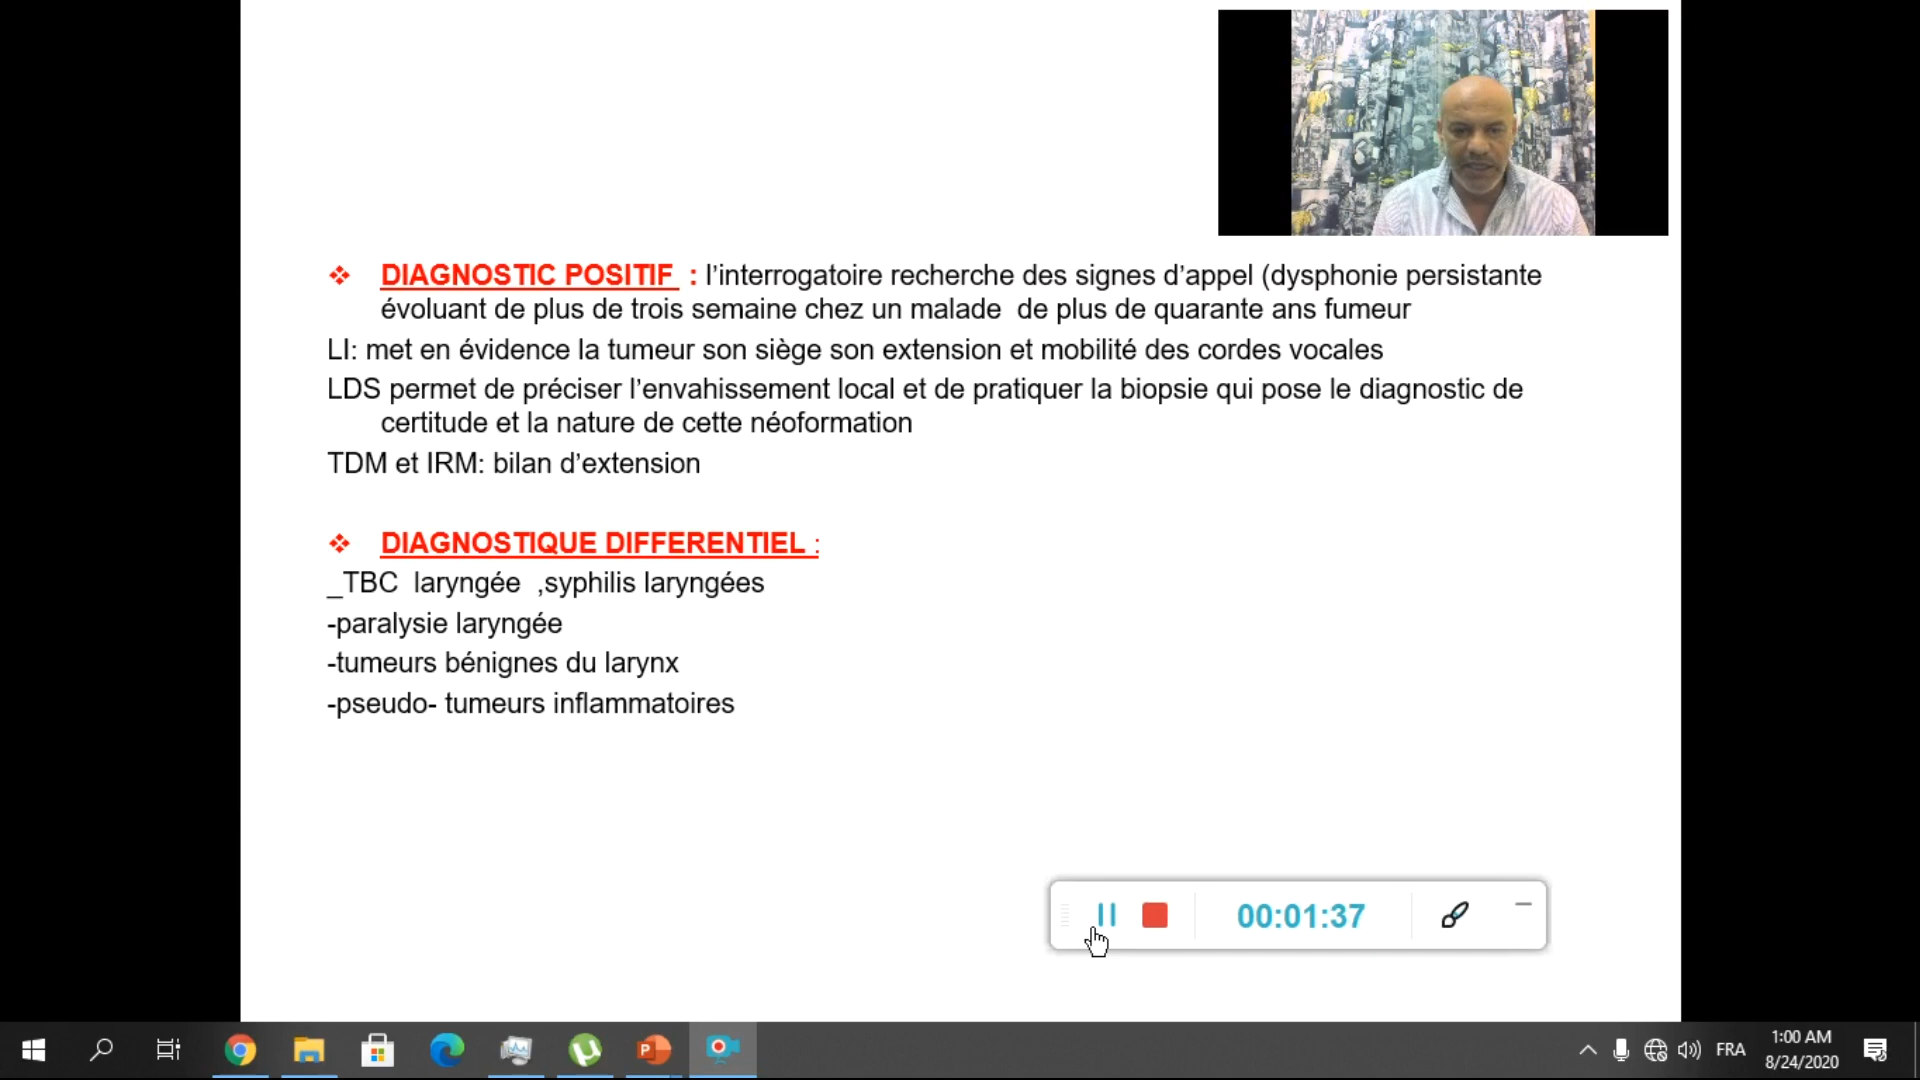 DIAGNOSTIC POSITIF : l’interrogatoire recherche des signes d’appel (dysphonie persistante
évoluant de plus de trois semaine chez un malade de plus de quarante ans fumeur
LI: met en évidence la tumeur son siège son extension et mobilité des cordes vocales
LDS permet de préciser l’envahissement local et de pratiquer la biopsie qui pose le diagnostic de
certitude et la nature de cette néoformation
TDM et IRM: bilan d’extension
DIAGNOSTIQUE DIFFERENTIEL :
_TBC laryngée ,syphilis laryngées
-paralysie laryngée
-tumeurs bénignes du larynx
-pseudo- tumeurs inflammatoires
00:01:37
FRA
1:00 AM
8/24/2020